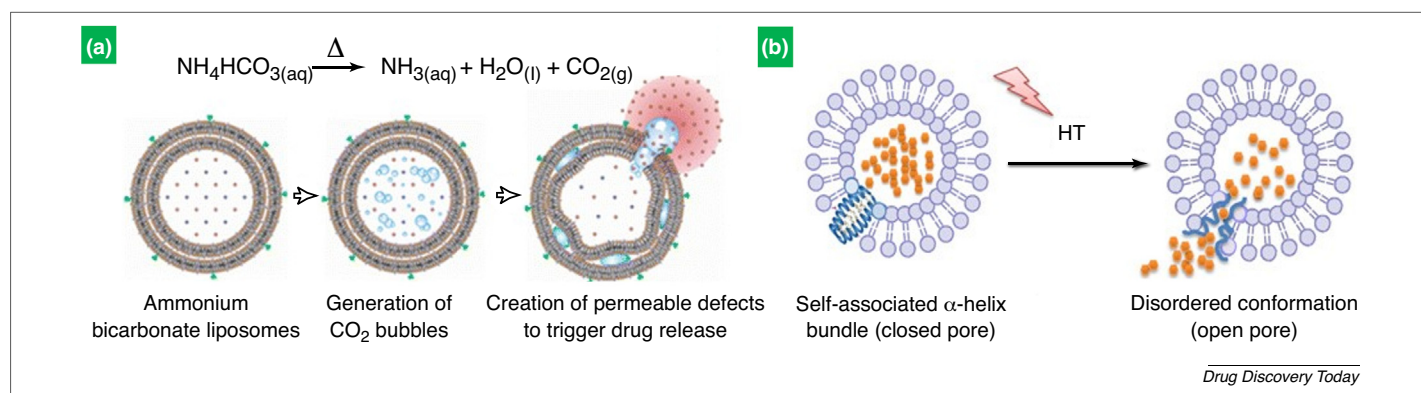 (a)
Δ
NH₄HCO₃(aq) → NH₃(aq) + H₂O(l) + CO₂(g)
Ammonium
bicarbonate liposomes
Generation of
CO₂ bubbles
Creation of permeable defects
to trigger drug release
(b)
HT
Self-associated α-helix
bundle (closed pore)
Disordered conformation
(open pore)
Drug Discovery Today